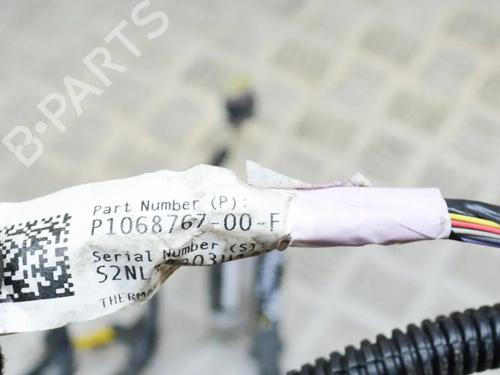 B-PARTS
Part Number (P):
P1068767-00-F
Serial Number (S):
THERM